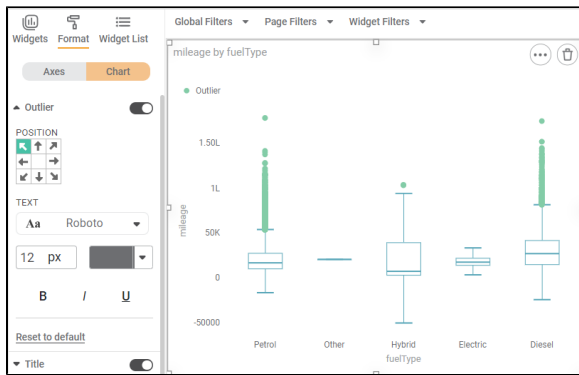 Widgets Format Widget List
Global Filters Page Filters Widget Filters
Axes Chart
Outlier
POSITION
TEXT
Aa Roboto
12 px
B I U
Reset to default
Title
mileage by fuelType
Outlier
1.50L
1L
50K
0
-50000
mileage
Petrol Other Hybrid Electric Diesel
fuelType